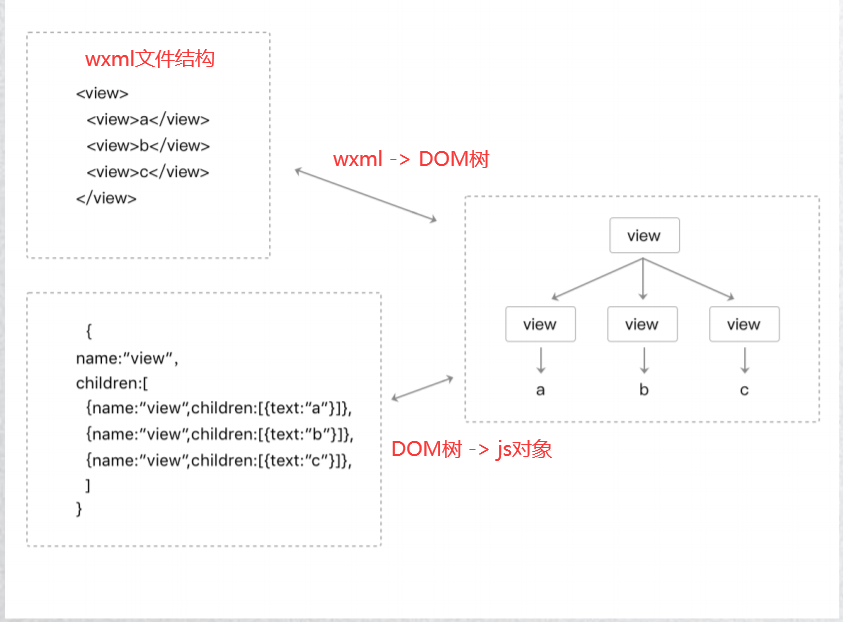 wxml文件结构
<view>
<view>a</view>
<view>b</view>
<view>c</view>
</view>
wxml -> DOM树
view
view view view
a b c
{
name:"view",
children:[
{name:"view",children:[{text:"a"}]},
{name:"view",children:[{text:"b"}]},
{name:"view",children:[{text:"c"}]},
]
}
DOM树 -> js对象